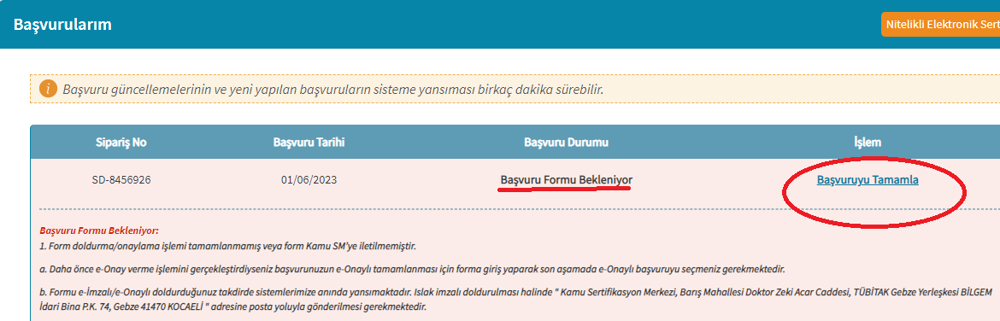 Başvurularım
Nitelikli Elektronik Sert
i Başvuru güncellemelerinin ve yeni yapılan başvuruların sisteme yansıması birkaç dakika sürebilir.
Sipariş No Başvuru Tarihi Başvuru Durumu İşlem
SD-8456926 01/06/2023 Başvuru Formu Bekleniyor Başvuruyu Tamamla
Başvuru Formu Bekleniyor:
1. Form doldurma/onaylama işlemi tamamlanmamış veya form Kamu SM'ye iletilmemiştir.
a. Daha önce e-Onay verme işlemini gerçekleştirdiyseniz başvurunuzun e-Onaylı tamamlanması için forma giriş yaparak son aşamada e-Onaylı başvuruyu seçmeniz gerekmektedir.
b. Formu e-İmzalı/e-Onaylı doldurduğunuz takdirde sistemlerimize anında yansımaktadır. Islak imzalı doldurulması halinde " Kamu Sertifikasyon Merkezi, Barış Mahallesi Doktor Zeki Acar Caddesi, TÜBİTAK Gebze Yerleşkesi BİLGEM
İdari Bina P.K. 74, Gebze 41470 KOCAELİ " adresine posta yoluyla gönderilmesi gerekmektedir.